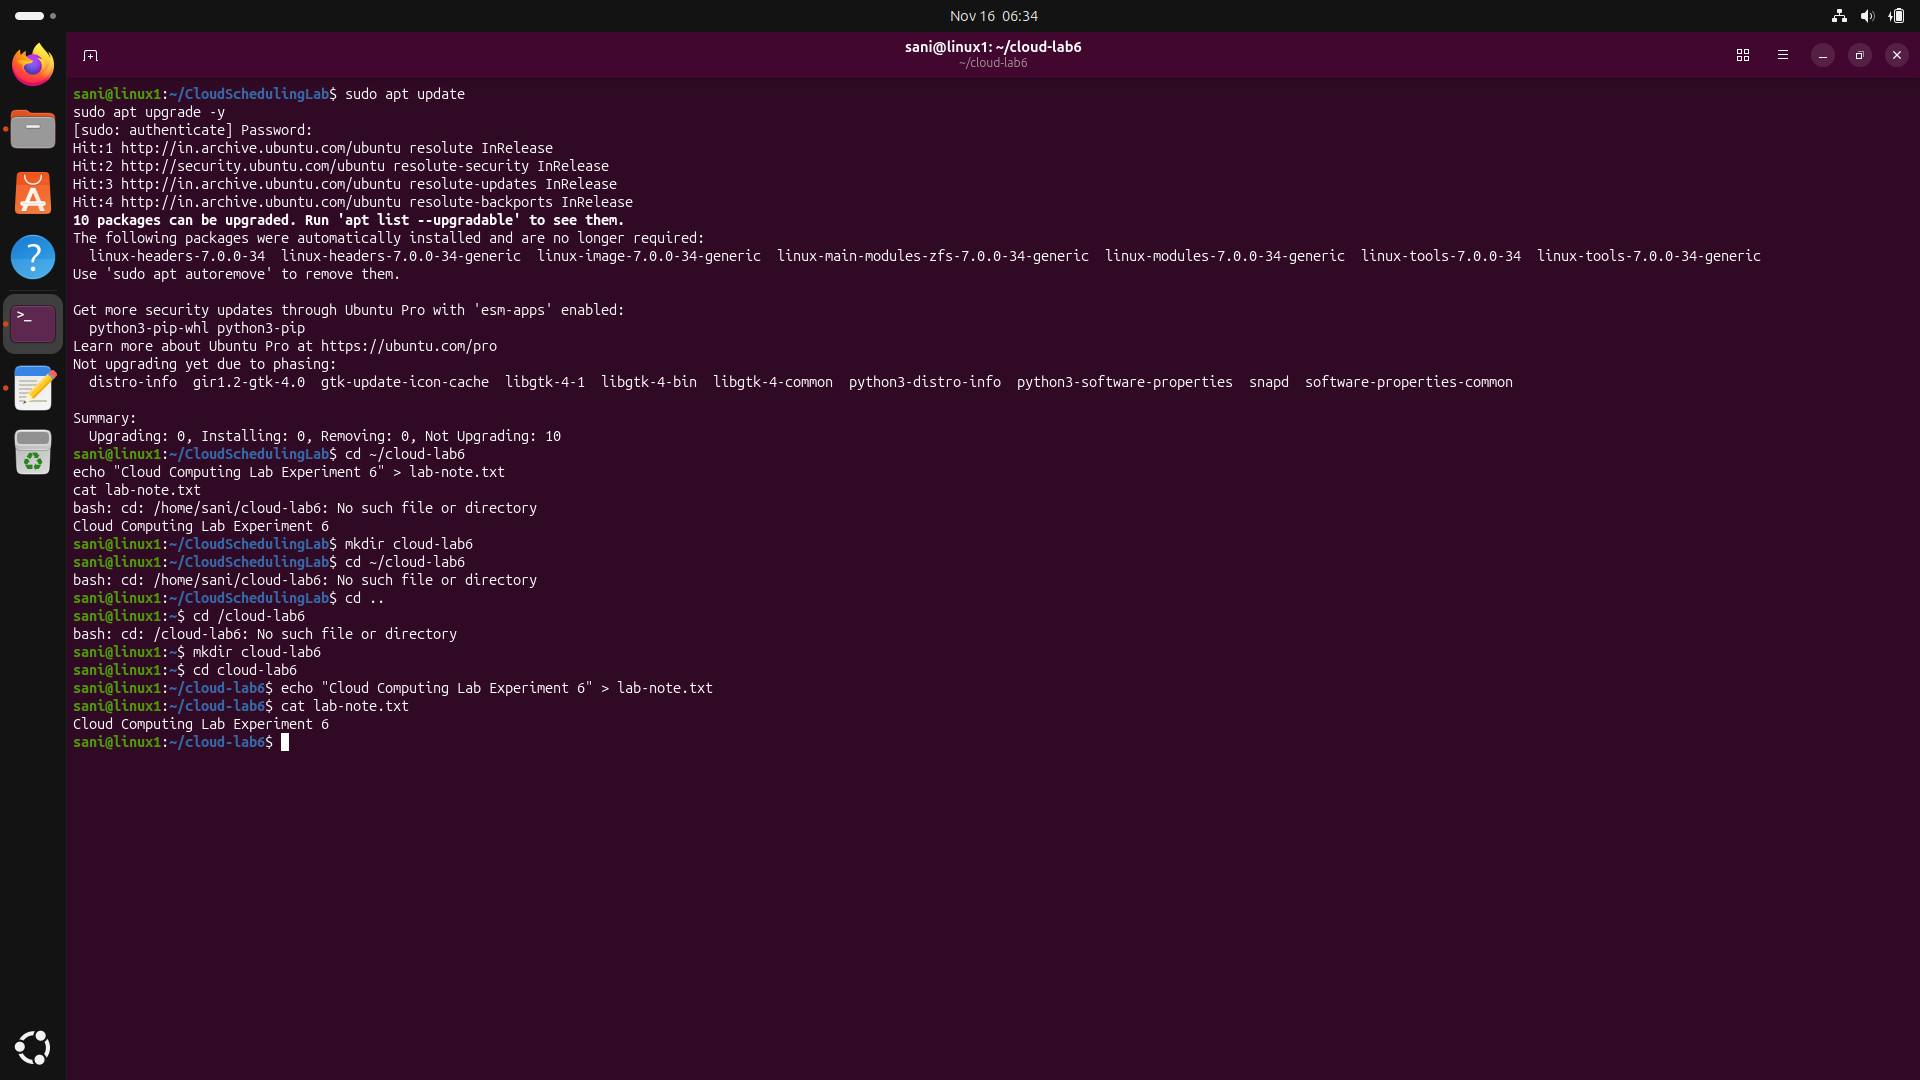 Nov 16 06:34
sani@linux1: ~/cloud-lab6
~/cloud-lab6
sani@linux1:~/CloudSchedulingLab$ sudo apt update
sudo apt upgrade -y
[sudo: authenticate] Password:
Hit:1 http://in.archive.ubuntu.com/ubuntu resolute InRelease
Hit:2 http://security.ubuntu.com/ubuntu resolute-security InRelease
Hit:3 http://in.archive.ubuntu.com/ubuntu resolute-updates InRelease
Hit:4 http://in.archive.ubuntu.com/ubuntu resolute-backports InRelease
10 packages can be upgraded. Run 'apt list --upgradable' to see them.
The following packages were automatically installed and are no longer required:
  linux-headers-7.0.0-34  linux-headers-7.0.0-34-generic  linux-image-7.0.0-34-generic  linux-main-modules-zfs-7.0.0-34-generic  linux-modules-7.0.0-34-generic  linux-tools-7.0.0-34  linux-tools-7.0.0-34-generic
Use 'sudo apt autoremove' to remove them.
Get more security updates through Ubuntu Pro with 'esm-apps' enabled:
  python3-pip-whl python3-pip
Learn more about Ubuntu Pro at https://ubuntu.com/pro
Not upgrading yet due to phasing:
  distro-info  gir1.2-gtk-4.0  gtk-update-icon-cache  libgtk-4-1  libgtk-4-bin  libgtk-4-common  python3-distro-info  python3-software-properties  snapd  software-properties-common
Summary:
  Upgrading: 0, Installing: 0, Removing: 0, Not Upgrading: 10
sani@linux1:~/CloudSchedulingLab$ cd ~/cloud-lab6
echo "Cloud Computing Lab Experiment 6" > lab-note.txt
cat lab-note.txt
bash: cd: /home/sani/cloud-lab6: No such file or directory
Cloud Computing Lab Experiment 6
sani@linux1:~/CloudSchedulingLab$ mkdir cloud-lab6
sani@linux1:~/CloudSchedulingLab$ cd ~/cloud-lab6
bash: cd: /home/sani/cloud-lab6: No such file or directory
sani@linux1:~/CloudSchedulingLab$ cd ..
sani@linux1:~$ cd /cloud-lab6
bash: cd: /cloud-lab6: No such file or directory
sani@linux1:~$ mkdir cloud-lab6
sani@linux1:~$ cd cloud-lab6
sani@linux1:~/cloud-lab6$ echo "Cloud Computing Lab Experiment 6" > lab-note.txt
sani@linux1:~/cloud-lab6$ cat lab-note.txt
Cloud Computing Lab Experiment 6
sani@linux1:~/cloud-lab6$